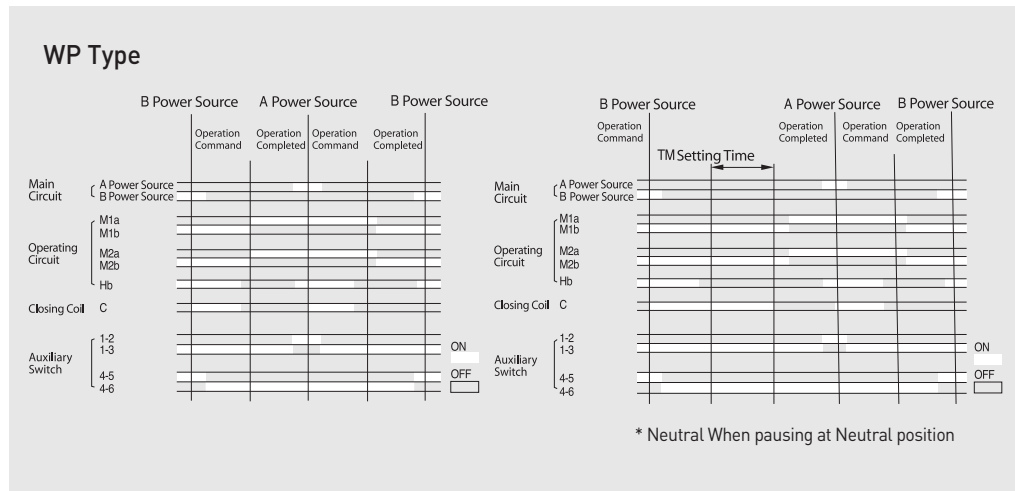 WP Type
B Power Source A Power Source B Power Source
Operation Command
Operation Completed
Operation Command
Operation Completed
Main Circuit
A Power Source
B Power Source
Operating Circuit
M1a
M1b
M2a
M2b
Hb
Closing Coil C
Auxiliary Switch
1-2
1-3
4-5
4-6
ON
OFF
B Power Source A Power Source B Power Source
Operation Command
Operation Completed
Operation Command
Operation Completed
TM Setting Time
Main Circuit
A Power Source
B Power Source
Operating Circuit
M1a
M1b
M2a
M2b
Hb
Closing Coil C
Auxiliary Switch
1-2
1-3
4-5
4-6
ON
OFF
* Neutral When pausing at Neutral position